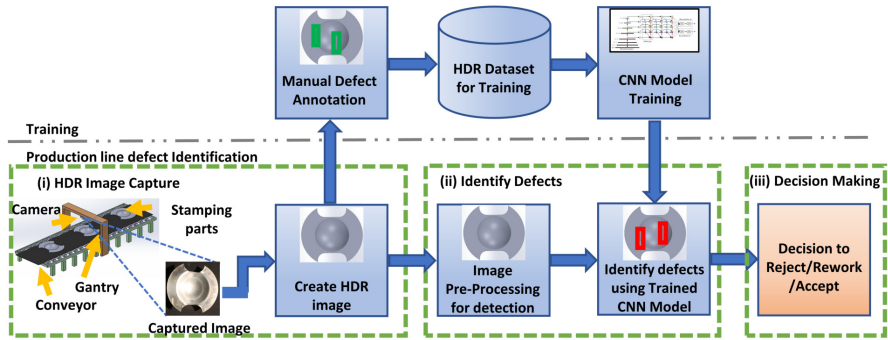 Manual Defect
Annotation
HDR Dataset
for Training
CNN Model
Training
Training
Production line defect Identification
(i) HDR Image Capture
Camera
Stamping
parts
Gantry
Conveyor
Captured Image
Create HDR
image
(ii) Identify Defects
Image
Pre-Processing
for detection
Identify defects
using Trained
CNN Model
(iii) Decision Making
Decision to
Reject/Rework
/Accept